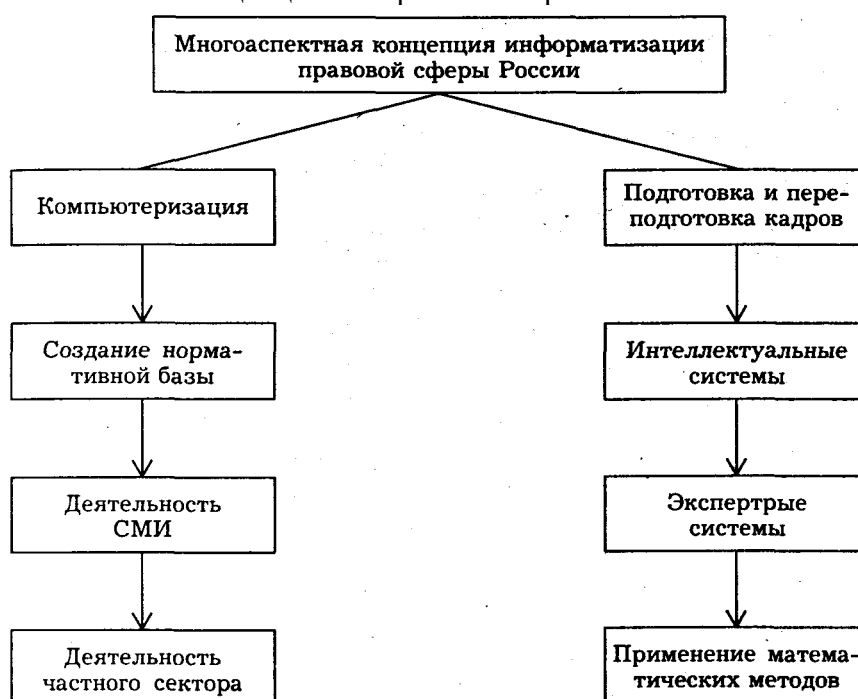 Многоаспектная концепция информатизации
правовой сферы России
Компьютеризация
Подготовка и пере-
подготовка кадров
Создание норма-
тивной базы
Интеллектуальные
системы
Деятельность
СМИ
Экспертрые
системы
Деятельность
частного сектора
Применение матема-
тических методов